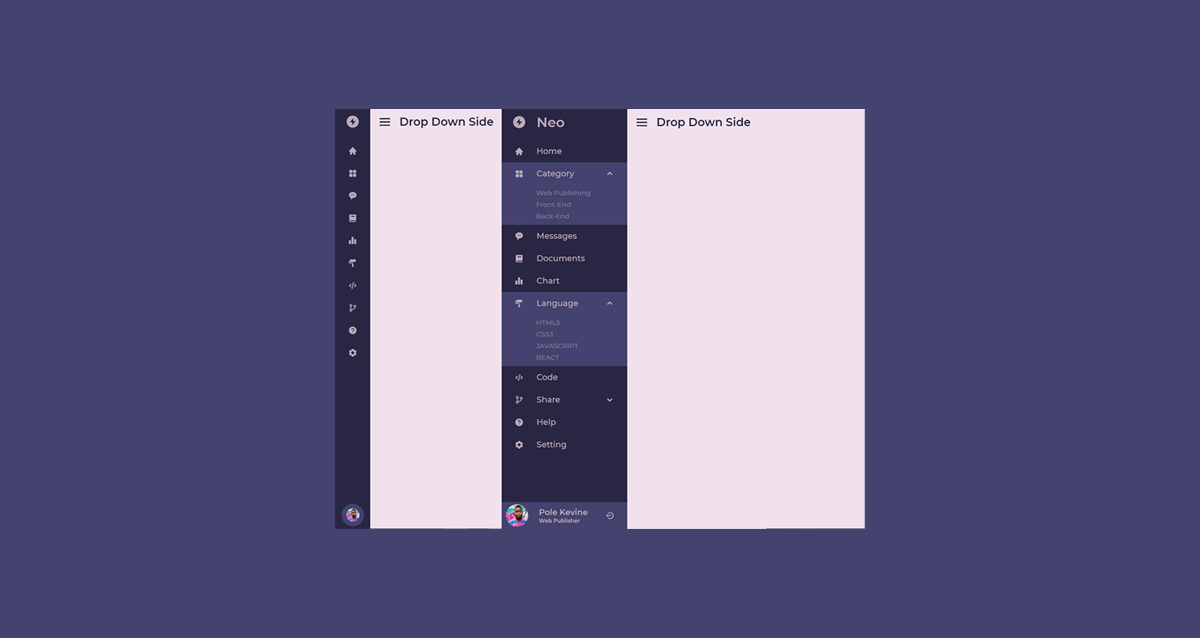 Drop Down Side
Neo
Home
Category
Web Publishing
Front-End
Back-End
Messages
Documents
Chart
Language
HTML5
CSS3
JAVASCRIPT
REACT
Code
Share
Help
Setting
Pole Kevine
Web Publisher
Drop Down Side